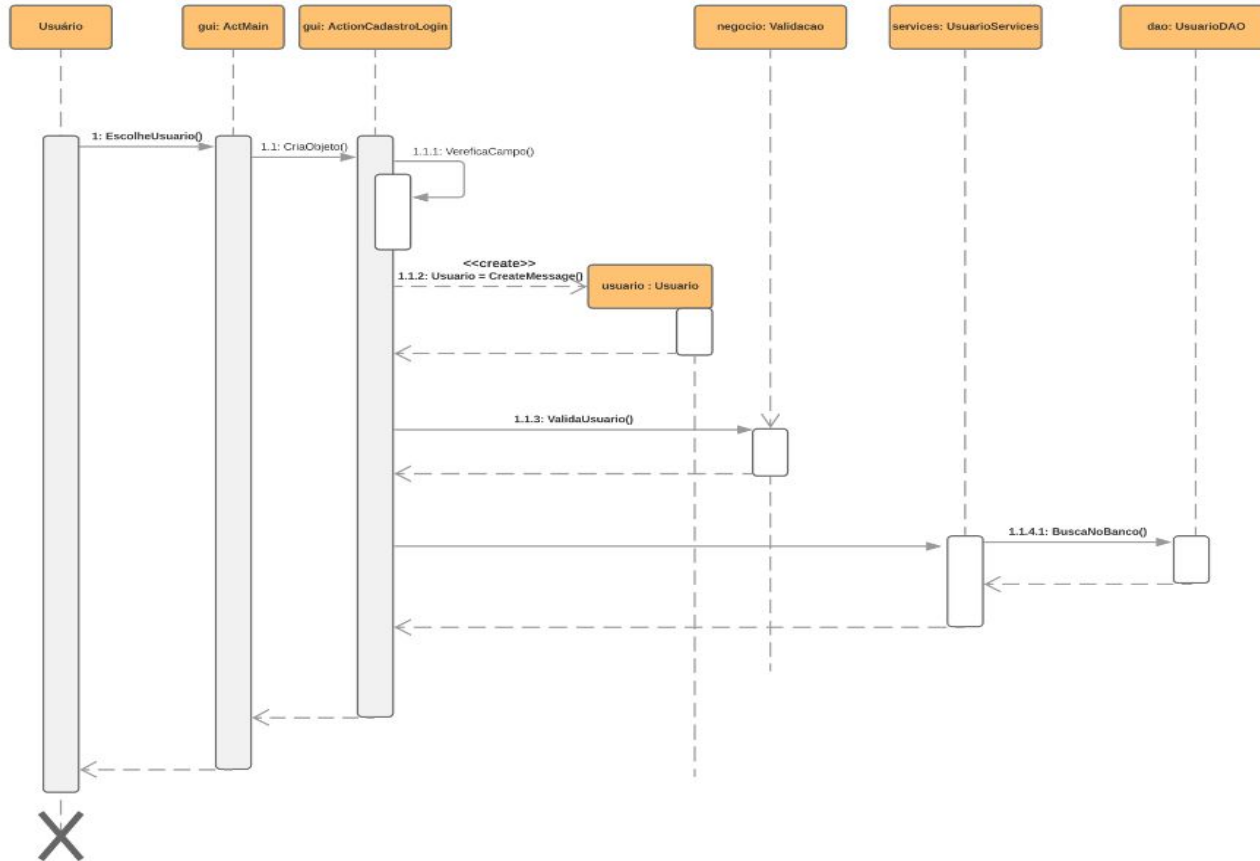 Usuário
gui: ActMain
gui: ActionCadastroLogin
negocio: Validacao
services: UsuarioServices
dao: UsuarioDAO
1: EscolheUsuario()
1.1: CriaObjeto()
1.1.1: VereficaCampo()
<<create>>
1.1.2: Usuario = CreateMessage()
usuario : Usuario
1.1.3: ValidaUsuario()
1.1.4.1: BuscaNoBanco()